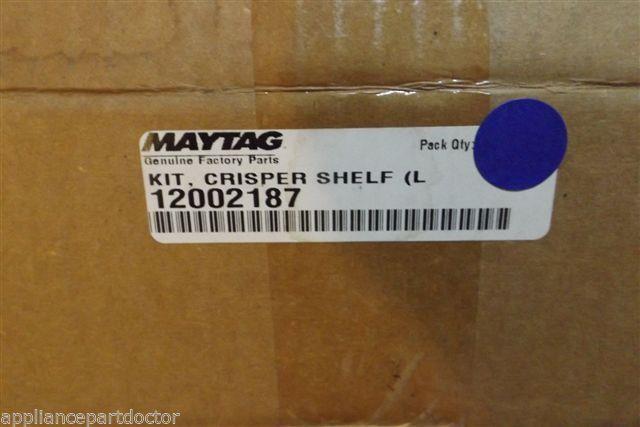 MAYTAG
Genuine Factory Parts
Pack Qty:
KIT, CRISPER SHELF (L
12002187
appliancepartdoctor